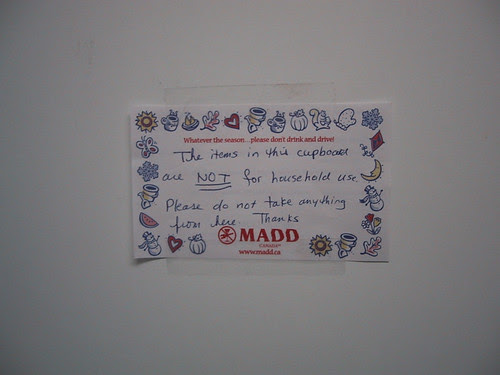 Whatever the season...please don't drink and drive!
The items in this cupboard
are NOT for household use.
Please do not take anything
from here. Thanks
MADD
CANADA
www.madd.ca